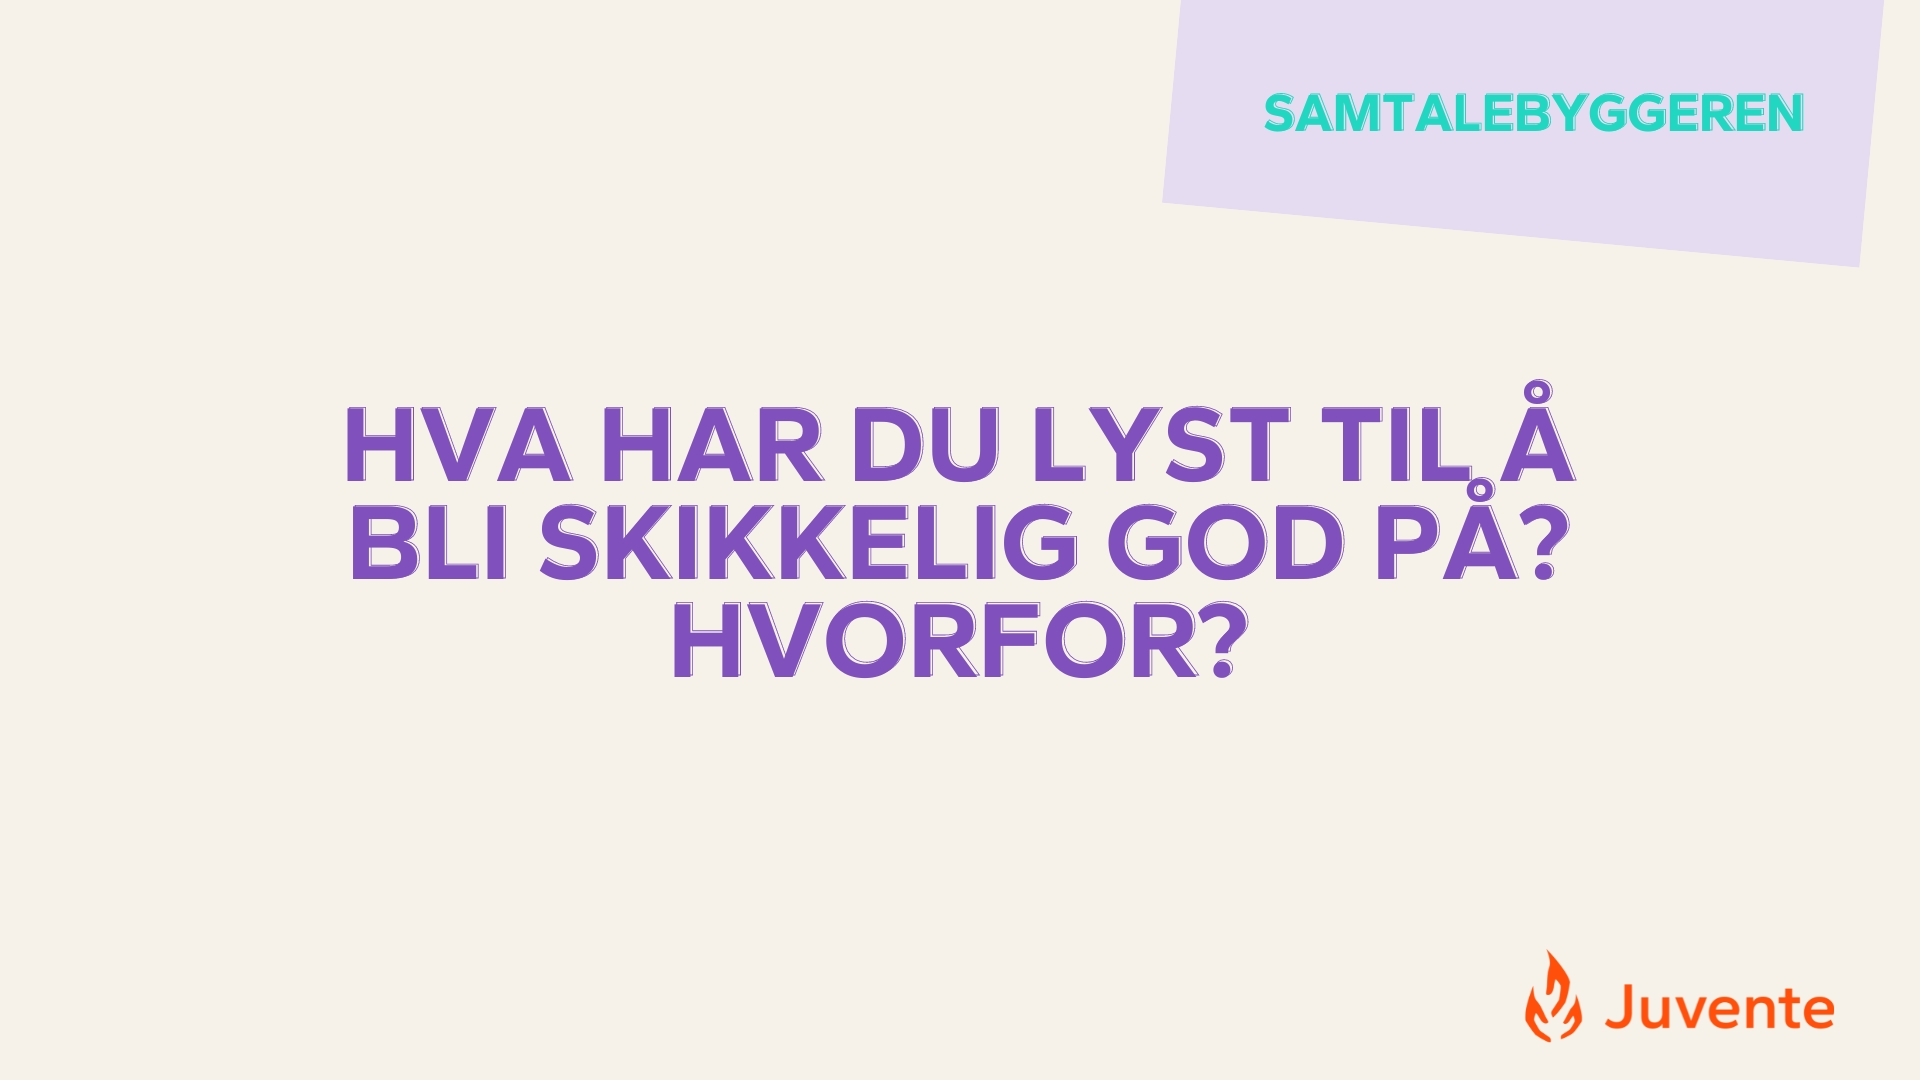 SAMTALEBYGGEREN
HVA HAR DU LYST TIL Å
BLI SKIKKELIG GOD PÅ?
HVORFOR?
Juvente